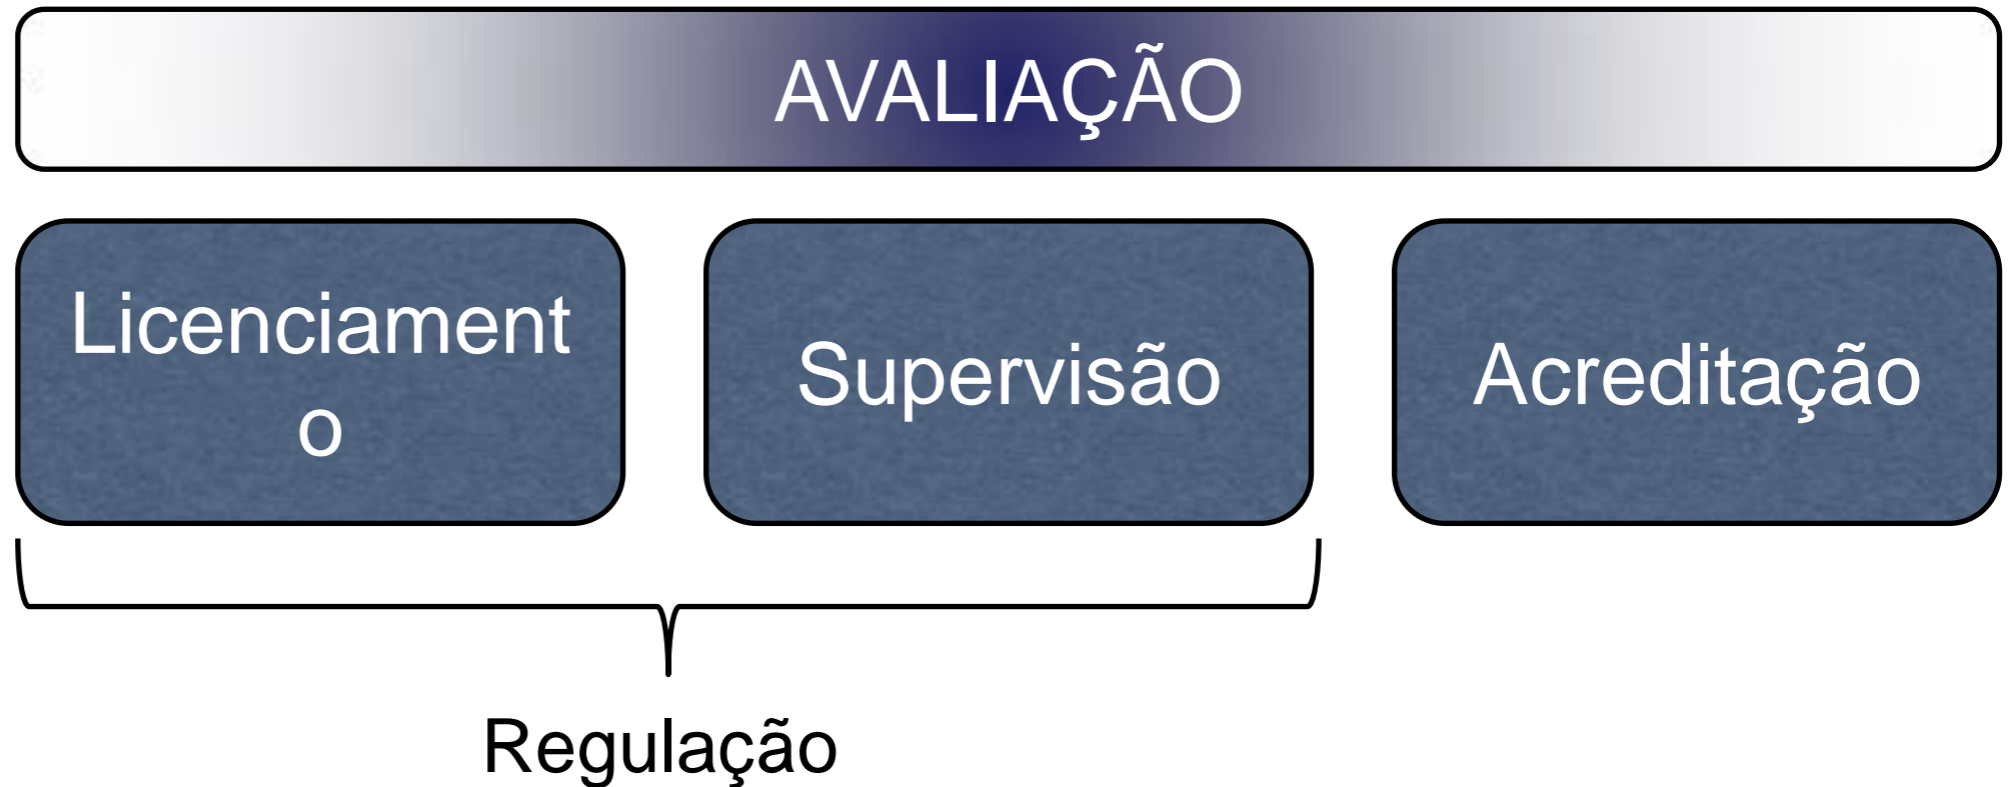 AVALIAÇÃO
Licenciament
o
Supervisão
Acreditação
Regulação